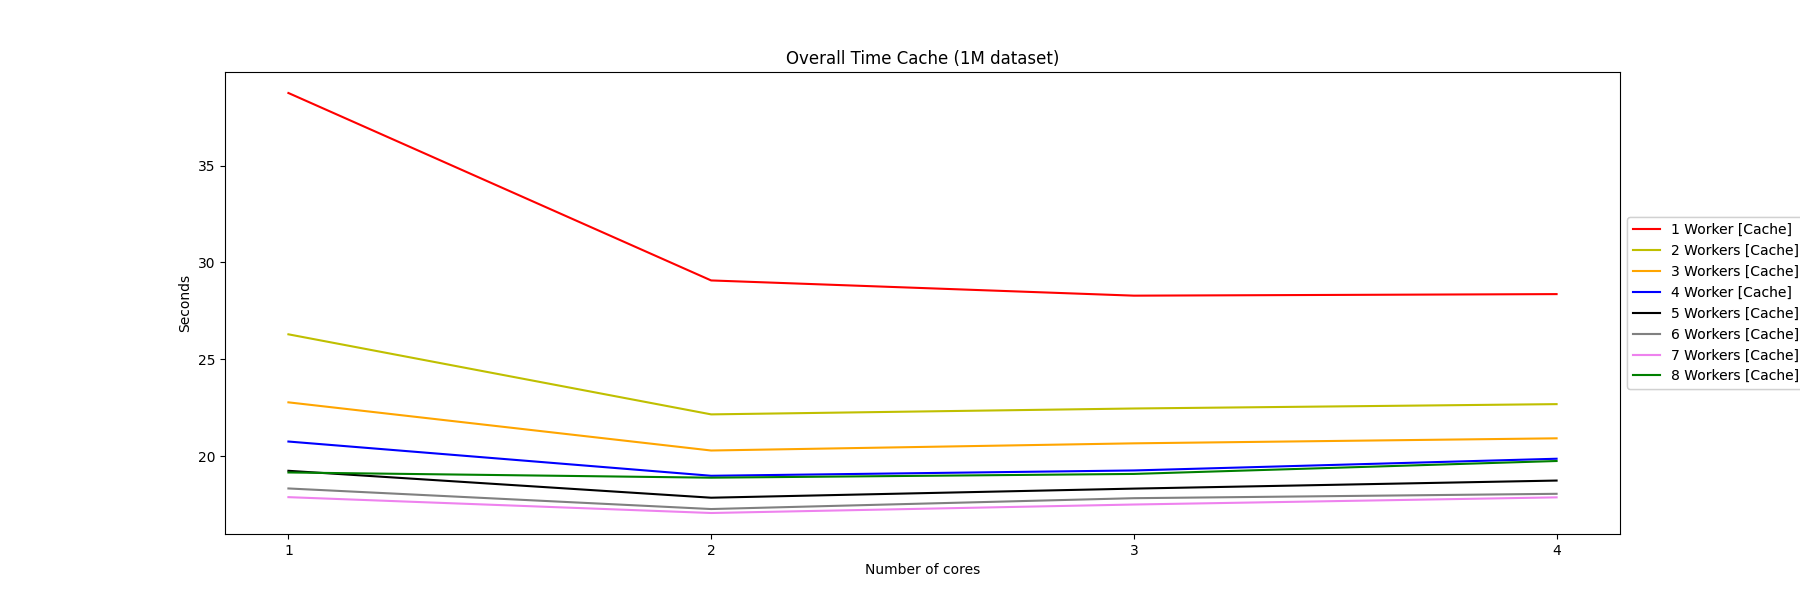 Overall Time Cache (1M dataset)
Seconds
35
30
25
20
1
2
3
4
Number of cores
1 Worker [Cache]
2 Workers [Cache]
3 Workers [Cache]
4 Worker [Cache]
5 Workers [Cache]
6 Workers [Cache]
7 Workers [Cache]
8 Workers [Cache]